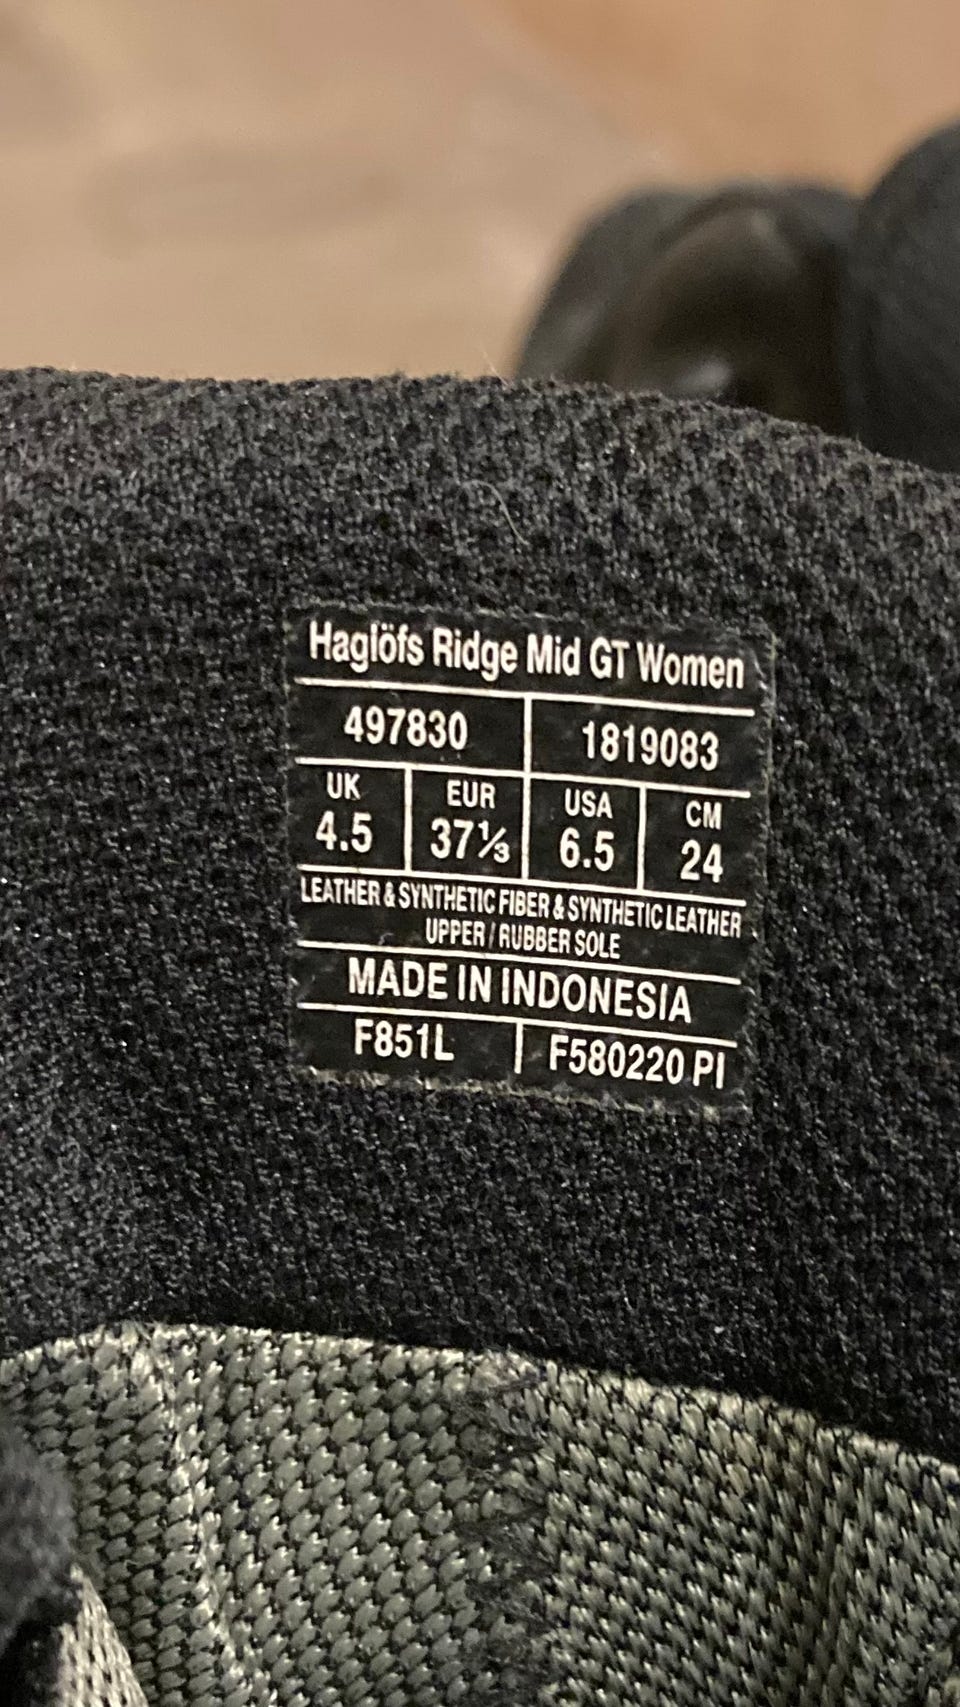 Haglöfs Ridge Mid GT Women
497830 1819083
UK EUR USA CM
4.5 37⅓ 6.5 24
LEATHER & SYNTHETIC FIBER & SYNTHETIC LEATHER
UPPER / RUBBER SOLE
MADE IN INDONESIA
F851L F580220 PI